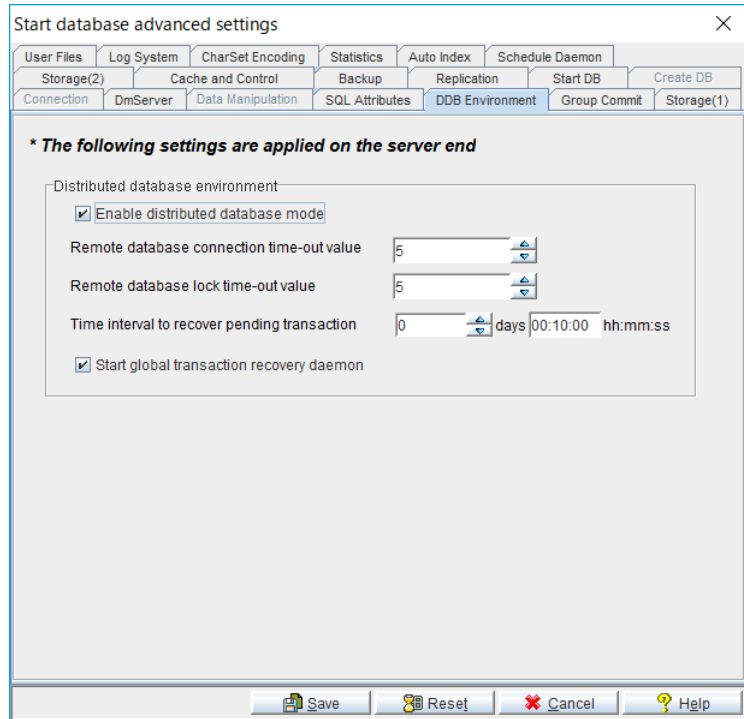 Start database advanced settings
User Files Log System CharSet Encoding Statistics Auto Index Schedule Daemon
Storage(2) Cache and Control Backup Replication Start DB Create DB
Connection DmServer Data Manipulation SQL Attributes DDB Environment Group Commit Storage(1)
* The following settings are applied on the server end
Distributed database environment
Enable distributed database mode
Remote database connection time-out value 5
Remote database lock time-out value 5
Time interval to recover pending transaction 0 days 00:10:00 hh:mm:ss
Start global transaction recovery daemon
Save Reset Cancel Help